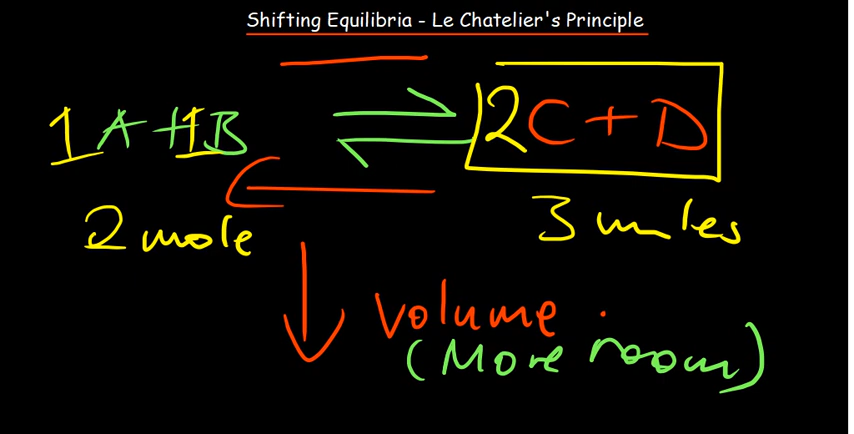 Shifting Equilibria - Le Chatelier's Principle
1A + 1B ⇌ 2C + D
2 mole 3 moles
↓ Volume.
(More room)